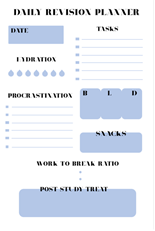 DAILY REVISION PLANNER
DATE
TASKS
HYDRATION
PROCRASTINATION
B L D
SNACKS
WORK TO BREAK RATIO
:
POST STUDY TREAT